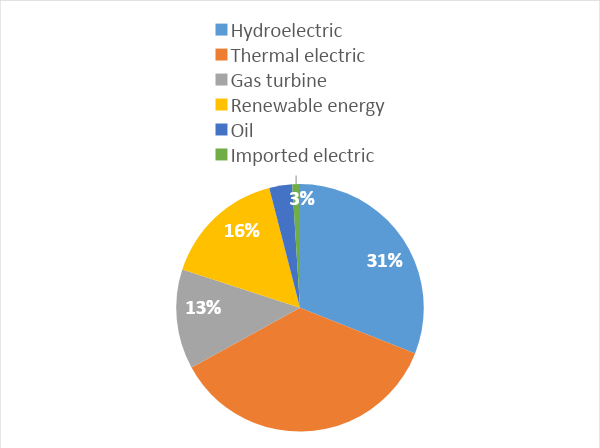 Hydroelectric
Thermal electric
Gas turbine
Renewable energy
Oil
Imported electric
3%
16%
31%
13%